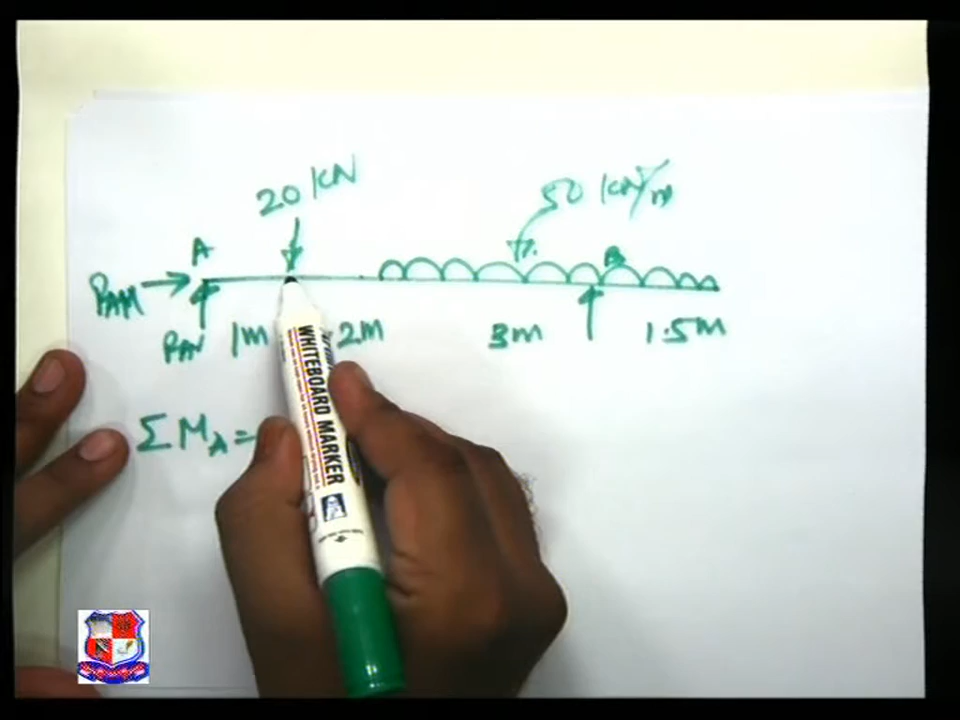 20 KN
50 KN/m
A
B
RAH
RAV
1m
2M
3m
1.5M
ΣMA=
WHITEBOARD MARKER